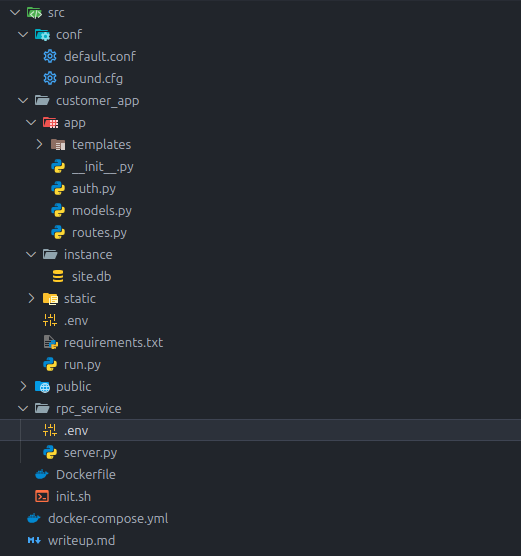 src
conf
default.conf
pound.cfg
customer_app
app
templates
__init__.py
auth.py
models.py
routes.py
instance
site.db
static
.env
requirements.txt
run.py
public
rpc_service
.env
server.py
Dockerfile
init.sh
docker-compose.yml
writeup.md